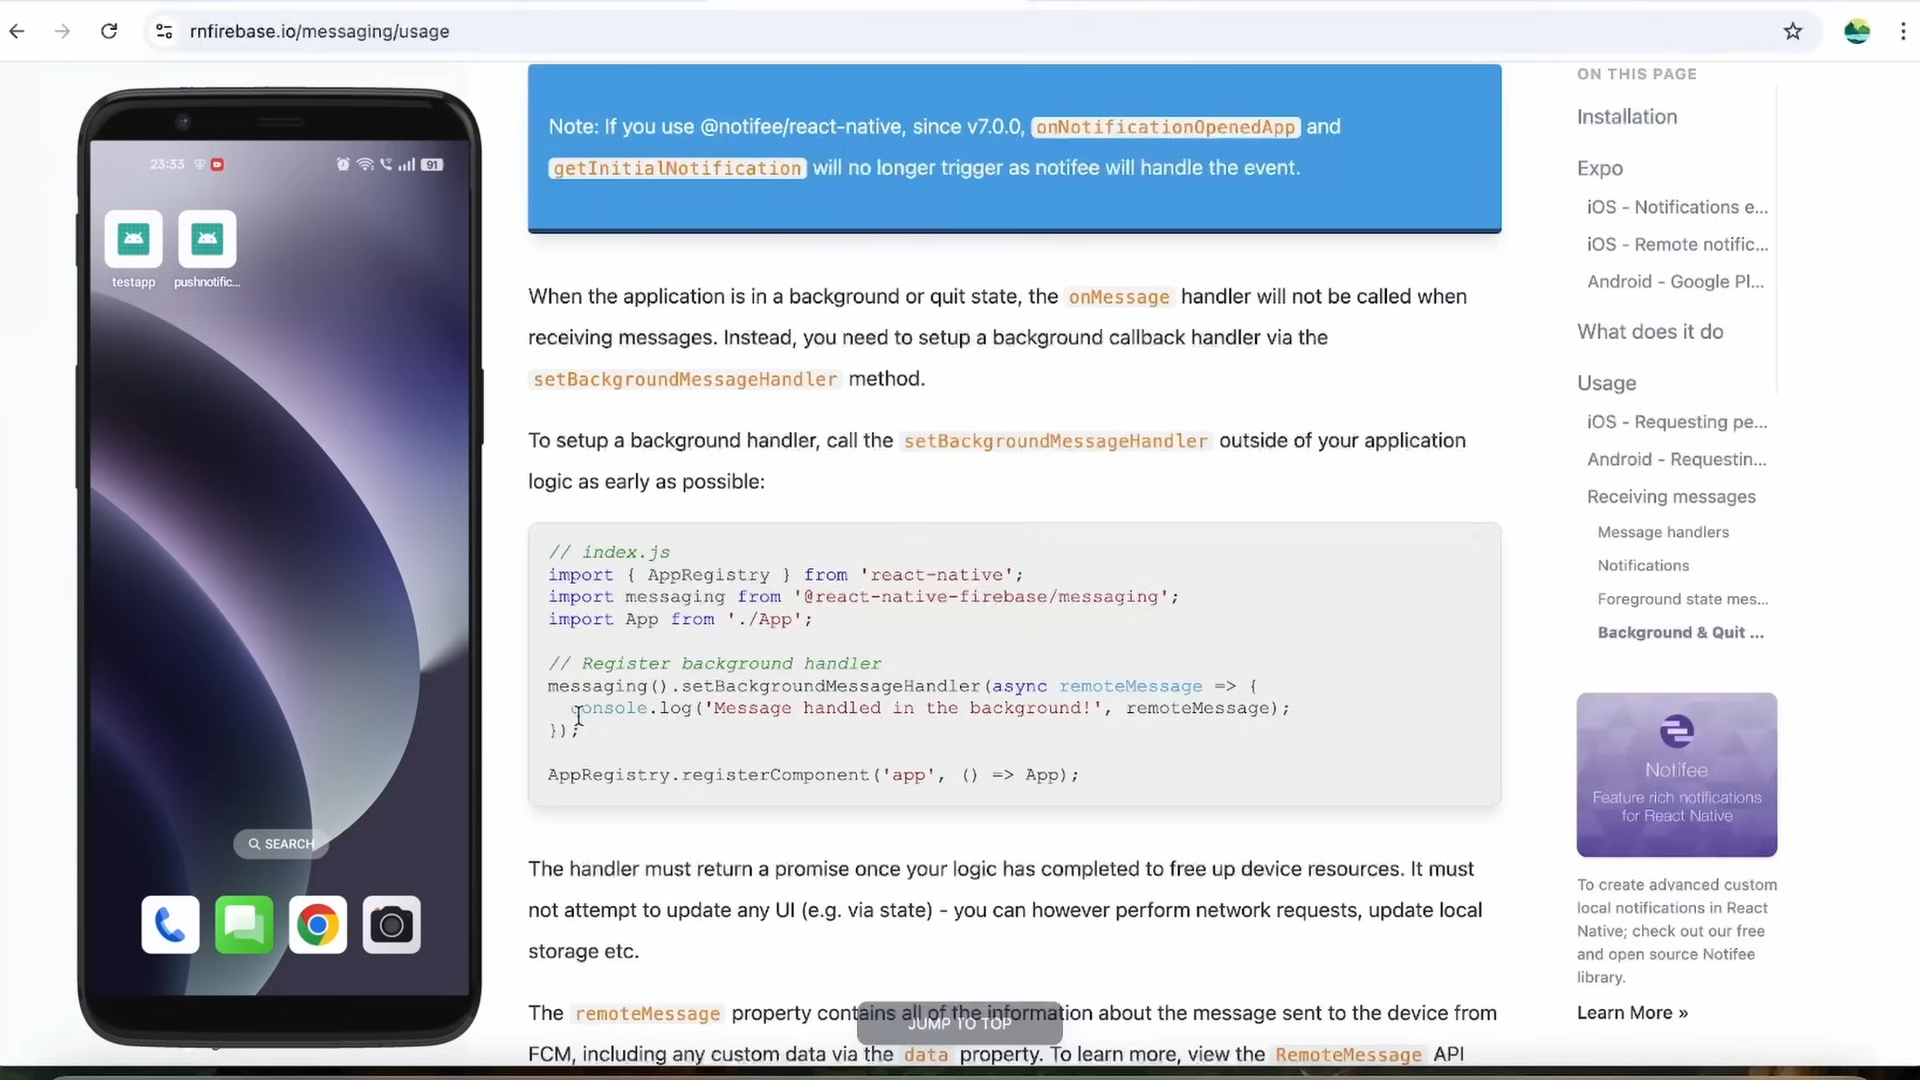 rnfirebase.io/messaging/usage
23:33
91
testapp
pushnotific...
SEARCH
Note: If you use @notifee/react-native, since v7.0.0, onNotificationOpenedApp and
getInitialNotification will no longer trigger as notifee will handle the event.
When the application is in a background or quit state, the onMessage handler will not be called when
receiving messages. Instead, you need to setup a background callback handler via the
setBackgroundMessageHandler method.
To setup a background handler, call the setBackgroundMessageHandler outside of your application
logic as early as possible:
// index.js
import { AppRegistry } from 'react-native';
import messaging from '@react-native-firebase/messaging';
import App from './App';
// Register background handler
messaging().setBackgroundMessageHandler(async remoteMessage => {
console.log('Message handled in the background!', remoteMessage);
});
AppRegistry.registerComponent('app', () => App);
The handler must return a promise once your logic has completed to free up device resources. It must
not attempt to update any UI (e.g. via state) - you can however perform network requests, update local
storage etc.
The remoteMessage property contains all of the information about the message sent to the device from
JUMP TO TOP
FCM, including any custom data via the data property. To learn more, view the RemoteMessage API
ON THIS PAGE
Installation
Expo
iOS - Notifications e...
iOS - Remote notific...
Android - Google Pl...
What does it do
Usage
iOS - Requesting pe...
Android - Requestin...
Receiving messages
Message handlers
Notifications
Foreground state mes...
Background & Quit ...
Notifee
Feature rich notifications
for React Native
To create advanced custom
local notifications in React
Native; check out our free
and open source Notifee
library.
Learn More »